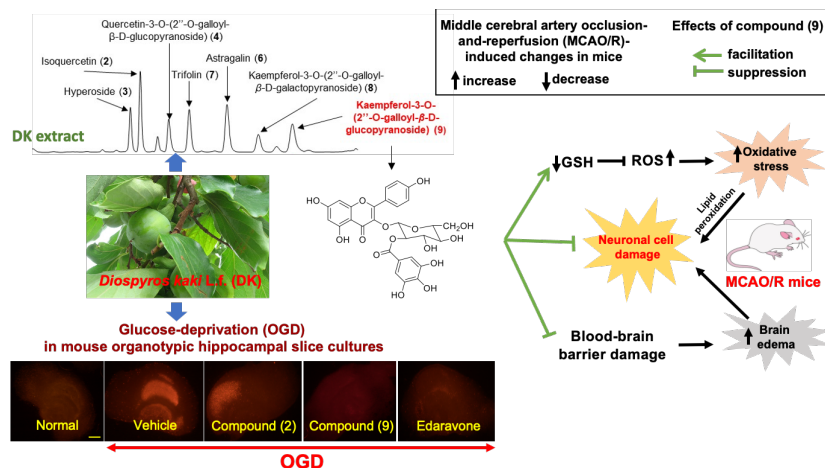 Quercetin-3-O-(2''-O-galloyl-
β-D-glucopyranoside) (4)
Isoquercetin (2)
Hyperoside (3)
Trifolin (7)
Astragalin (6)
Kaempferol-3-O-(2''-O-galloyl-
β-D-galactopyranoside) (8)
Kaempferol-3-O-
(2''-O-galloyl-β-D-
glucopyranoside) (9)
DK extract
Diospyros kaki L.f. (DK)
OH
HO
O
OH
OH
O
O
O
OH
OH
HO
O
O
OH
HO
OH
Glucose-deprivation (OGD)
in mouse organotypic hippocampal slice cultures
Normal
Vehicle
Compound (2)
Compound (9)
Edaravone
OGD
Middle cerebral artery occlusion-
and-reperfusion (MCAO/R)-
induced changes in mice
increase
decrease
Effects of compound (9)
facilitation
suppression
GSH
ROS
Oxidative
stress
Lipid
peroxidation
Neuronal cell
damage
MCAO/R mice
Blood-brain
barrier damage
Brain
edema